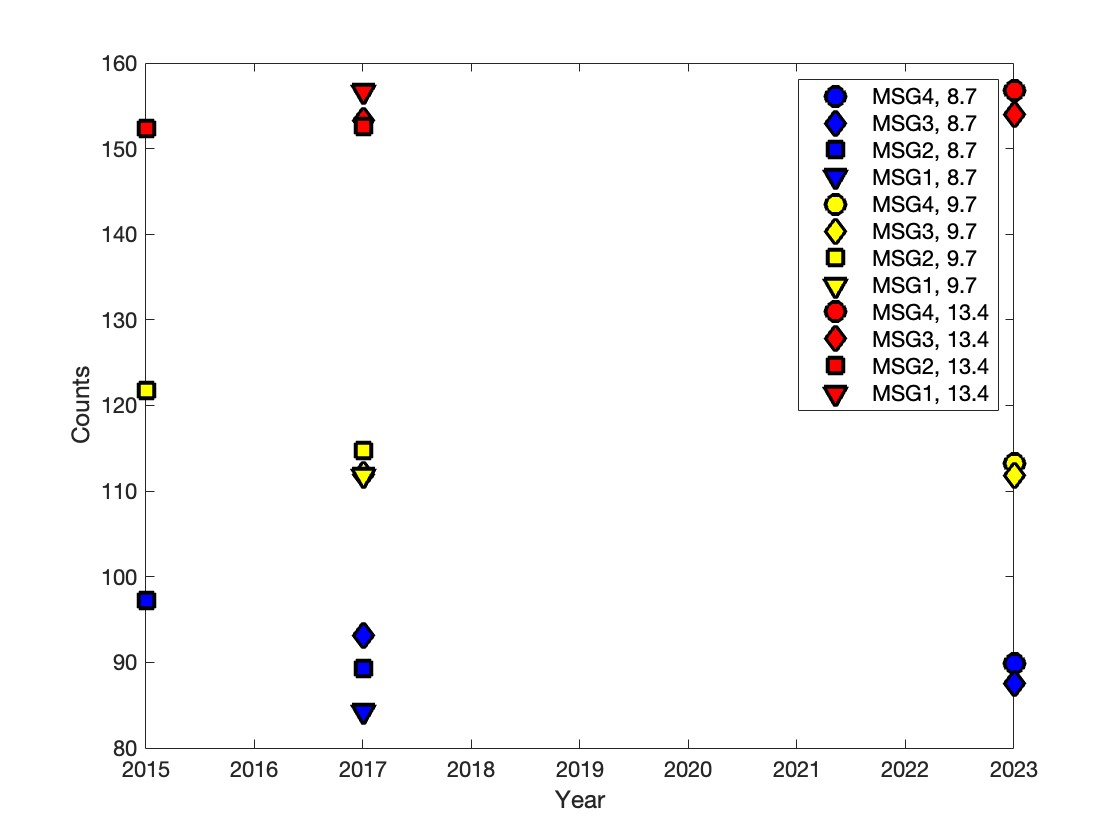 160
150
140
130
120
110
100
90
80
Counts
2015 2016 2017 2018 2019 2020 2021 2022 2023
Year
MSG4, 8.7
MSG3, 8.7
MSG2, 8.7
MSG1, 8.7
MSG4, 9.7
MSG3, 9.7
MSG2, 9.7
MSG1, 9.7
MSG4, 13.4
MSG3, 13.4
MSG2, 13.4
MSG1, 13.4